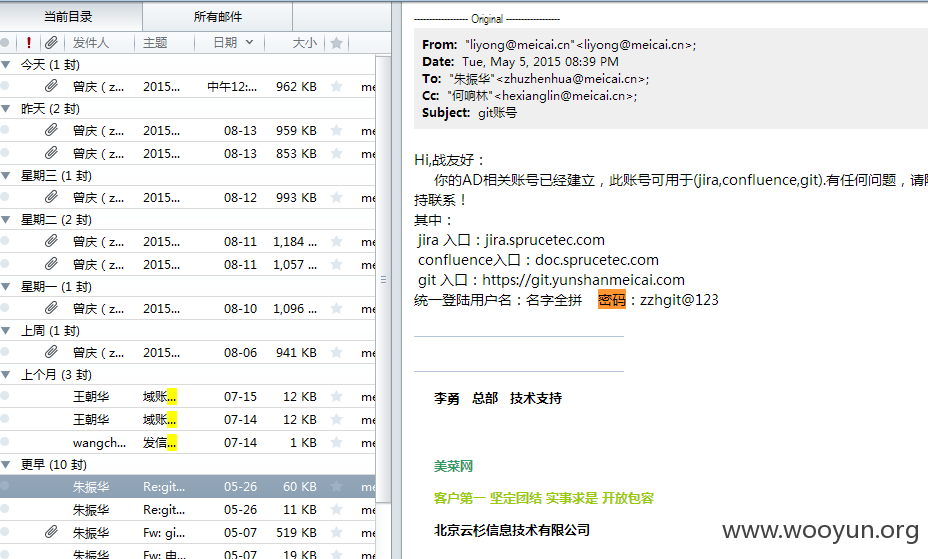 当前目录 所有邮件
! 发件人 主题 日期 大小
今天 (1 封)
曾庆 ( z... 2015... 中午12:... 962 KB me
昨天 (2 封)
曾庆 ( z... 2015... 08-13 959 KB me
曾庆 ( z... 2015... 08-13 853 KB me
星期三 (1 封)
曾庆 ( z... 2015... 08-12 993 KB me
星期二 (2 封)
曾庆 ( z... 2015... 08-11 1,184 ... me
曾庆 ( z... 2015... 08-11 1,057 ... me
星期一 (1 封)
曾庆 ( z... 2015... 08-10 1,096 ... me
上周 (1 封)
曾庆 ( z... 2015... 08-06 941 KB me
上个月 (3 封)
王朝华 域账... 07-15 12 KB me
王朝华 域账... 07-14 12 KB me
wangch... 发信... 07-14 1 KB me
更早 (10 封)
朱振华 Re:git... 05-26 60 KB me
朱振华 Re:git... 05-26 11 KB me
朱振华 Fw: gi... 05-07 519 KB me
朱振华 Fw: 申... 05-07 19 KB me
------------------ Original ------------------
From: "liyong@meicai.cn"<liyong@meicai.cn>;
Date: Tue, May 5, 2015 08:39 PM
To: "朱振华"<zhuzhenhua@meicai.cn>;
Cc: "何响林"<hexianglin@meicai.cn>;
Subject: git账号
Hi,战友好：
你的AD相关账号已经建立，此账号可用于(jira,confluence,git).有任何问题，请随
持联系！
其中：
jira 入口：jira.sprucetec.com
confluence入口：doc.sprucetec.com
git 入口：https://git.yunshanmeicai.com
统一登陆用户名：名字全拼 密码：zzhgit@123
李勇 总部 技术支持
美菜网
客户第一 坚定团结 实事求是 开放包容
北京云杉信息技术有限公司
www.wooyun.org